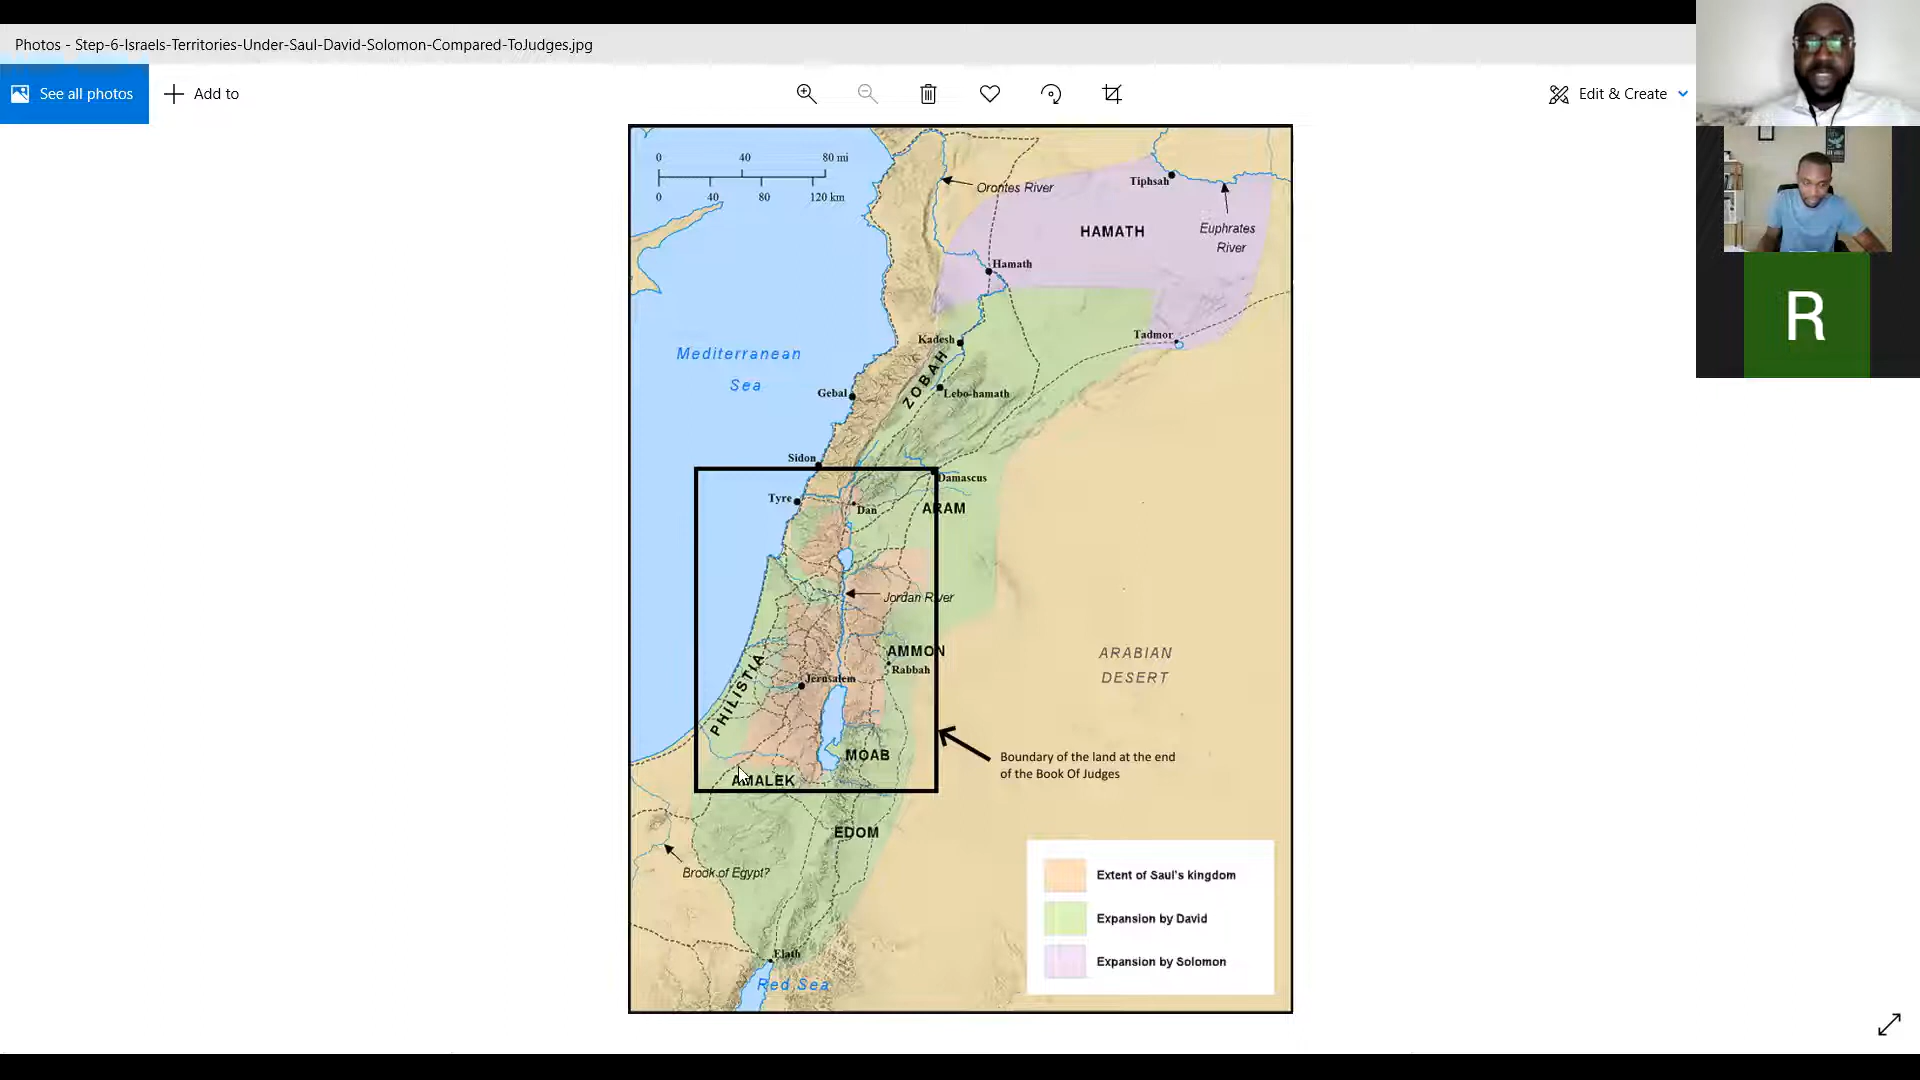 Photos - Step-6-Israels-Territories-Under-Saul-David-Solomon-Compared-ToJudges.jpg
See all photos
Add to
Edit & Create
R
0 40 80 mi
0 40 80 120 km
Orontes River
Tiphsah
Euphrates
River
HAMATH
Hamath
Tadmor
Kadesh
ZOBAH
Mediterranean
Sea
Lebo-hamath
Gebal
Sidon
Damascus
Tyre
Dan
ARAM
Jordan River
ARABIAN
DESERT
AMMON
Rabbah
Jerusalem
PHILISTIA
MOAB
Boundary of the land at the end
of the Book Of Judges
AMALEK
EDOM
Brook of Egypt?
Elath
Red Sea
Extent of Saul's kingdom
Expansion by David
Expansion by Solomon